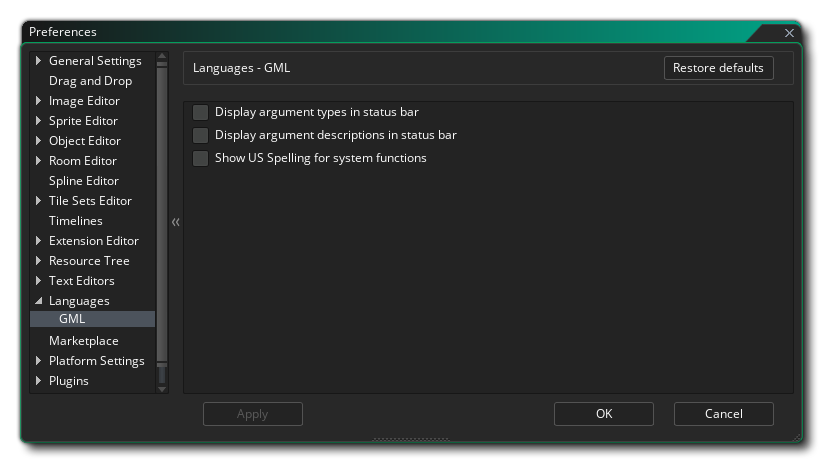 Preferences
General Settings
Drag and Drop
Image Editor
Sprite Editor
Object Editor
Room Editor
Spline Editor
Tile Sets Editor
Timelines
Extension Editor
Resource Tree
Text Editors
Languages
GML
Marketplace
Platform Settings
Plugins
Languages - GML
Restore defaults
Display argument types in status bar
Display argument descriptions in status bar
Show US Spelling for system functions
Apply
OK
Cancel